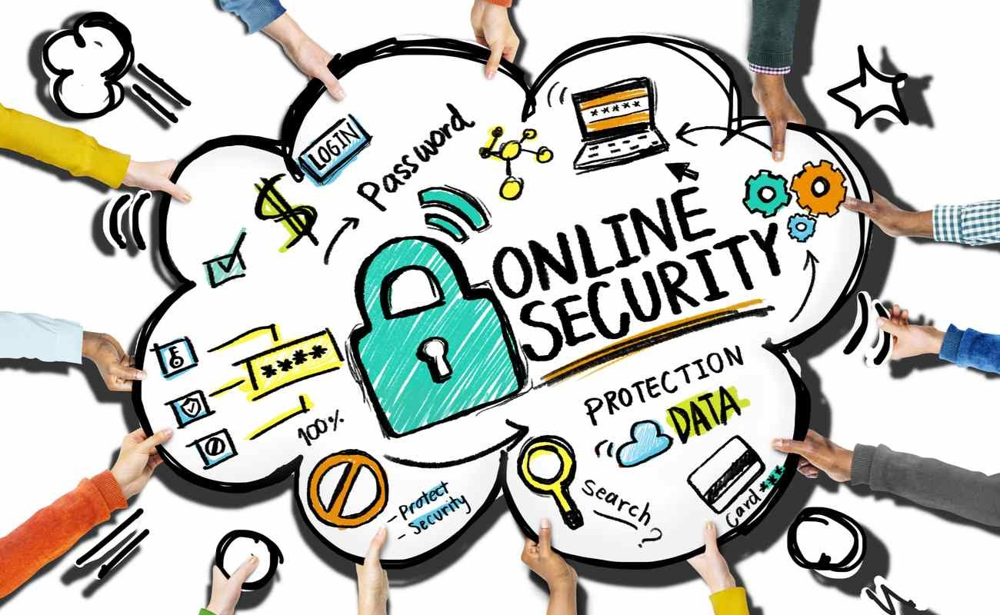 LOGIN
Password
$
*****
ONLINE
SECURITY
****
100%
PROTECTION
DATA
- Protect
- Security
Search
?
Card ***